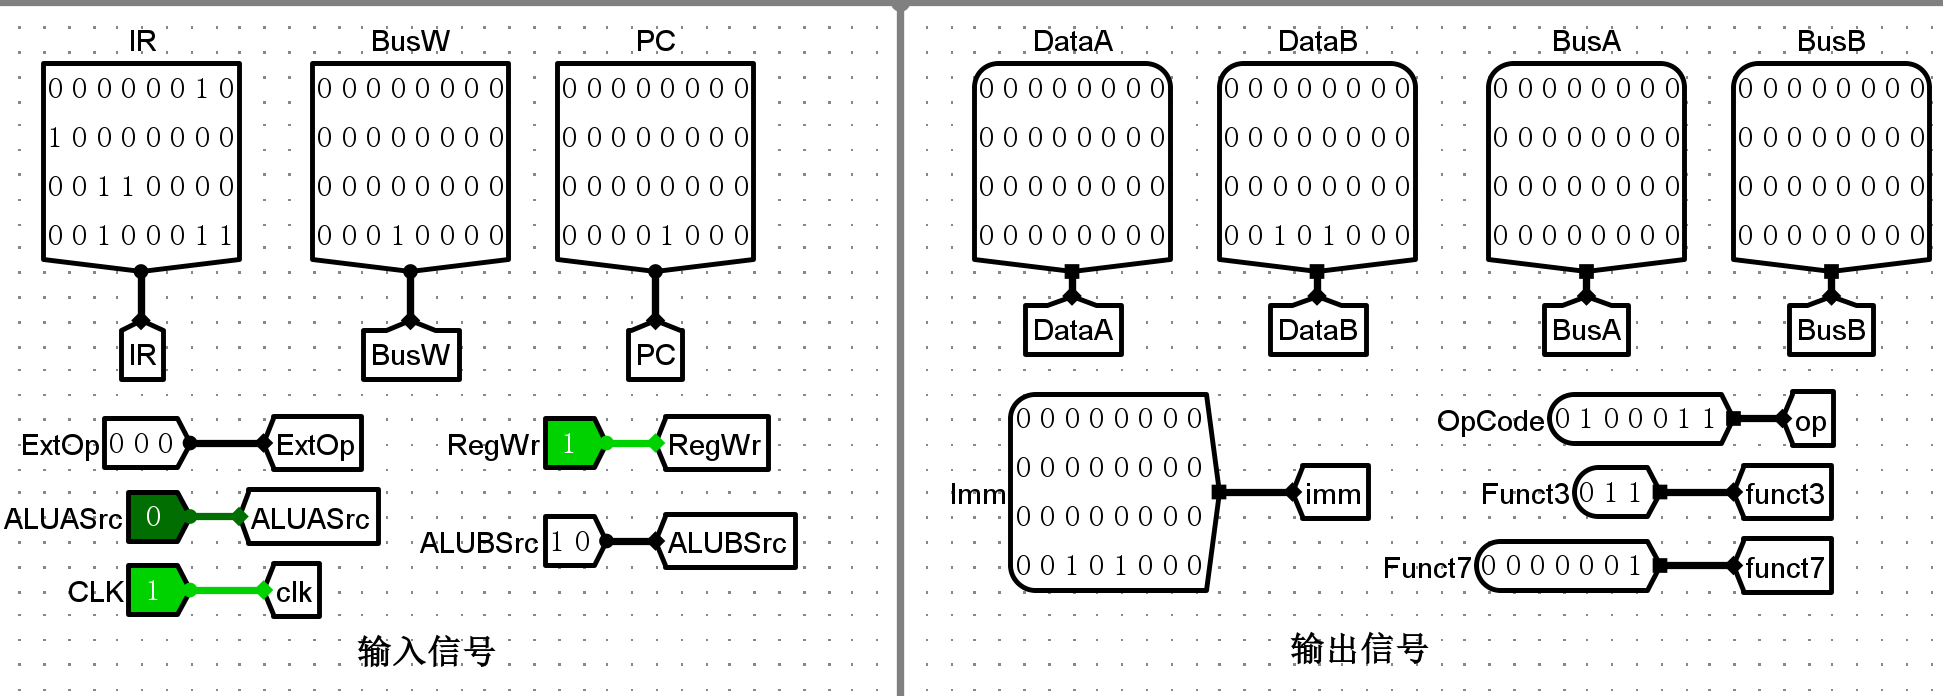 IR BusW PC DataA DataB BusA BusB
0 0 0 0 0 0 1 0 0 0 0 0 0 0 0 0 0 0 0 0 0 0 0 0 0 0 0 0 0 0 0 0 0 0 0 0 0 0 0 0 0 0 0 0 0 0 0 0 0 0 0 0 0 0 0 0
1 0 0 0 0 0 0 0 0 0 0 0 0 0 0 0 0 0 0 0 0 0 0 0 0 0 0 0 0 0 0 0 0 0 0 0 0 0 0 0 0 0 0 0 0 0 0 0 0 0 0 0 0 0 0 0
0 0 1 1 0 0 0 0 0 0 0 0 0 0 0 0 0 0 0 0 0 0 0 0 0 0 0 0 0 0 0 0 0 0 0 0 0 0 0 0 0 0 0 0 0 0 0 0 0 0 0 0 0 0 0 0
0 0 1 0 0 0 1 1 0 0 0 1 0 0 0 0 0 0 0 0 1 0 0 0 0 0 0 0 0 0 0 0 0 0 1 0 1 0 0 0 0 0 0 0 0 0 0 0 0 0 0 0 0 0 0 0
DataA DataB BusA BusB
IR BusW PC
0 0 0 0 0 0 0 0
OpCode 0 1 0 0 0 1 1 op
ExtOp 0 0 0 ExtOp RegWr 1 RegWr
0 0 0 0 0 0 0 0
Imm imm Funct3 0 1 1 funct3
ALUASrc 0 ALUASrc
0 0 0 0 0 0 0 0
ALUBSrc 1 0 ALUBSrc
0 0 1 0 1 0 0 0
Funct7 0 0 0 0 0 0 1 funct7
CLK 1 clk
输入信号 输出信号